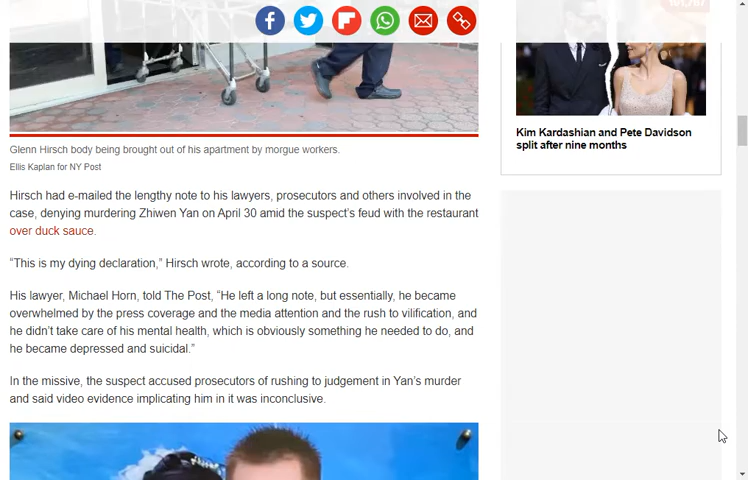 Glenn Hirsch body being brought out of his apartment by morgue workers.
Ellis Kaplan for NY Post
Hirsch had e-mailed the lengthy note to his lawyers, prosecutors and others involved in the
case, denying murdering Zhiwen Yan on April 30 amid the suspect’s feud with the restaurant
over duck sauce.
“This is my dying declaration,” Hirsch wrote, according to a source.
His lawyer, Michael Horn, told The Post, “He left a long note, but essentially, he became
overwhelmed by the press coverage and the media attention and the rush to vilification, and
he didn’t take care of his mental health, which is obviously something he needed to do, and
he became depressed and suicidal.”
In the missive, the suspect accused prosecutors of rushing to judgement in Yan’s murder
and said video evidence implicating him in it was inconclusive.
Kim Kardashian and Pete Davidson
split after nine months